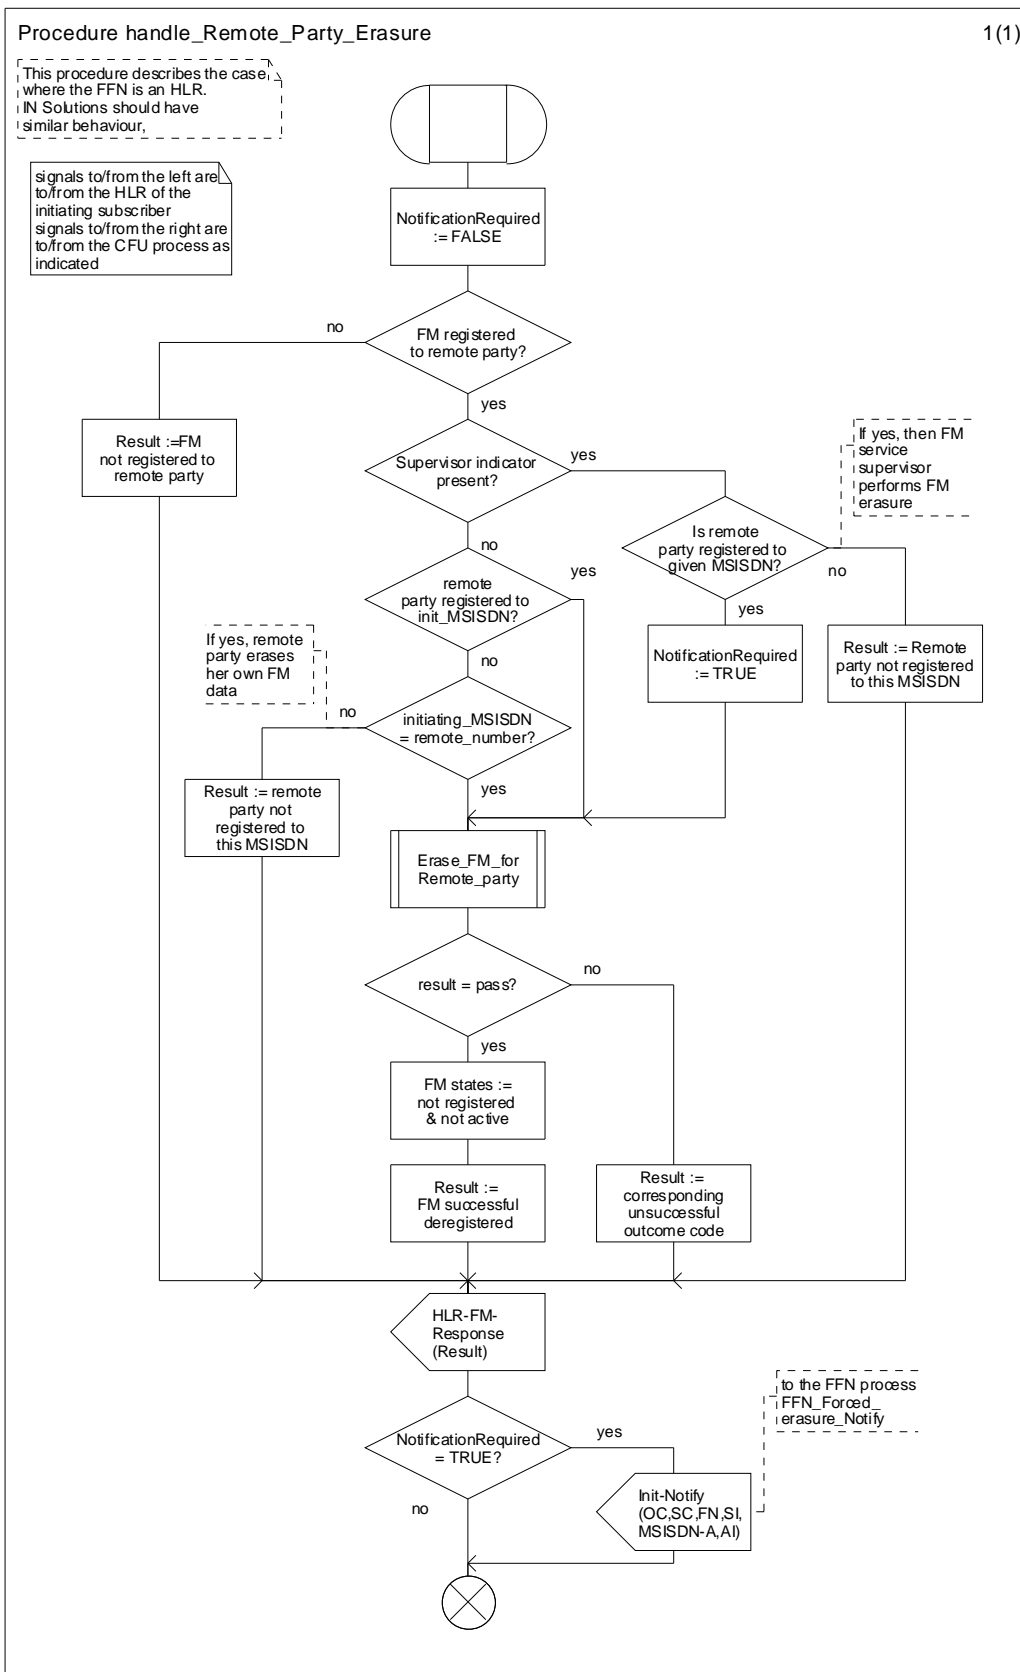 Procedure handle_Remote_Party_Erasure
1(1)
This procedure describes the case
where the FFN is an HLR.
IN Solutions should have
similar behaviour,
signals to/from the left are
to/from the HLR of the
initiating subscriber
signals to/from the right are
to/from the CFU process as
indicated
NotificationRequired
:= FALSE
FM registered
to remote party?
no
yes
Result :=FM
not registered to
remote party
Supervisor indicator
present?
yes
no
If yes, then FM
service
supervisor
performs FM
erasure
Is remote
party registered to
given MSISDN?
no
yes
remote
party registered to
init_MSISDN?
yes
no
If yes, remote
party erases
her own FM
data
NotificationRequired
:= TRUE
Result := Remote
party not registered
to this MSISDN
initiating_MSISDN
= remote_number?
no
yes
Result := remote
party not
registered to
this MSISDN
Erase_FM_for
Remote_party
result = pass?
no
yes
FM states :=
not registered
& not active
Result :=
FM successful
deregistered
Result :=
corresponding
unsuccessful
outcome code
HLR-FM-
Response
(Result)
to the FFN process
FFN_Forced_
erasure_Notify
NotificationRequired
= TRUE?
yes
no
Init-Notify
(OC,SC,FN,SI,
MSISDN-A,AI)